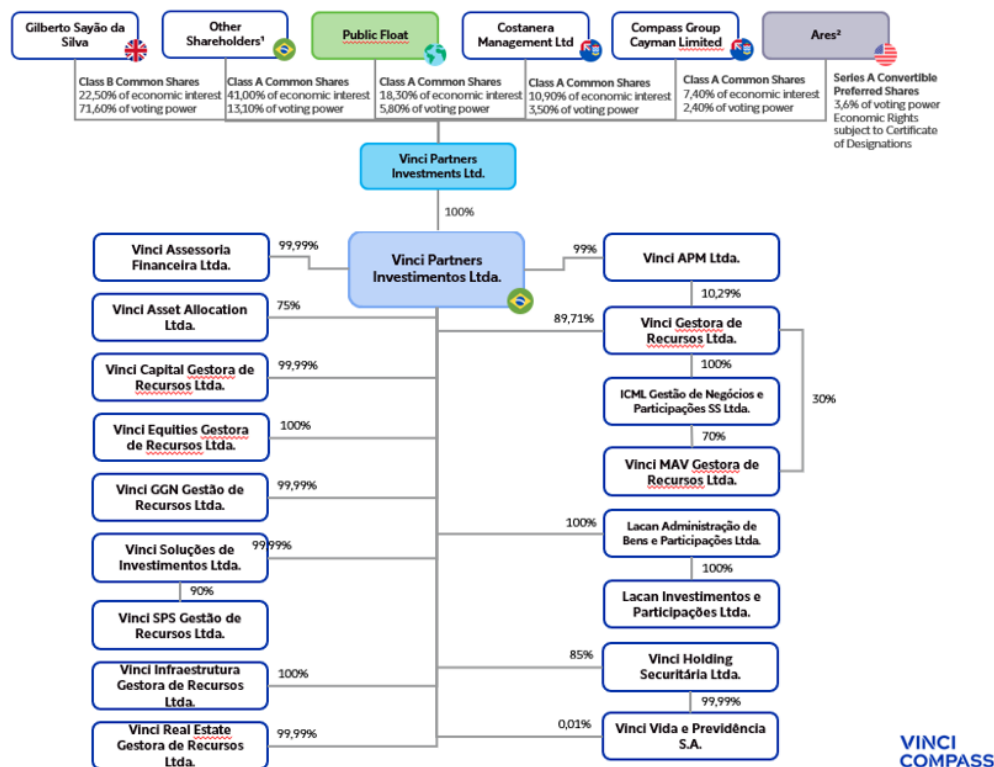 Gilberto Sayão da
Silva
Other
Shareholders¹
Public Float
Costanera
Management Ltd
Compass Group
Cayman Limited
Ares²
Class B Common Shares
22,50% of economic interest
71,60% of voting power
Class A Common Shares
41,00% of economic interest
13,10% of voting power
Class A Common Shares
18,30% of economic interest
5,80% of voting power
Class A Common Shares
10,90% of economic interest
3,50% of voting power
Class A Common Shares
7,40% of economic interest
2,40% of voting power
Series A Convertible
Preferred Shares
3,6% of voting power
Economic Rights
subject to Certificate
of Designations
Vinci Partners
Investments Ltd.
100%
Vinci Partners
Investimentos Ltda.
Vinci Assessoria
Financeira Ltda.
99,99%
Vinci Asset Allocation
Ltda.
75%
Vinci Capital Gestora de
Recursos Ltda.
99,99%
Vinci Equities Gestora
de Recursos Ltda.
100%
Vinci GGN Gestão de
Recursos Ltda.
99,99%
Vinci Soluções de
Investimentos Ltda.
99,99%
90%
Vinci SPS Gestão de
Recursos Ltda.
Vinci Infraestrutura
Gestora de Recursos
Ltda.
100%
Vinci Real Estate
Gestora de Recursos
Ltda.
99,99%
99%
Vinci APM Ltda.
10,29%
89,71%
Vinci Gestora de
Recursos Ltda.
100%
ICML Gestão de Negócios e
Participações SS Ltda.
30%
70%
Vinci MAV Gestora de
Recursos Ltda.
100%
Lacan Administração de
Bens e Participações Ltda.
100%
Lacan Investimentos e
Participações Ltda.
85%
Vinci Holding
Securitária Ltda.
99,99%
0,01%
Vinci Vida e Previdência
S.A.
VINCI
COMPASS